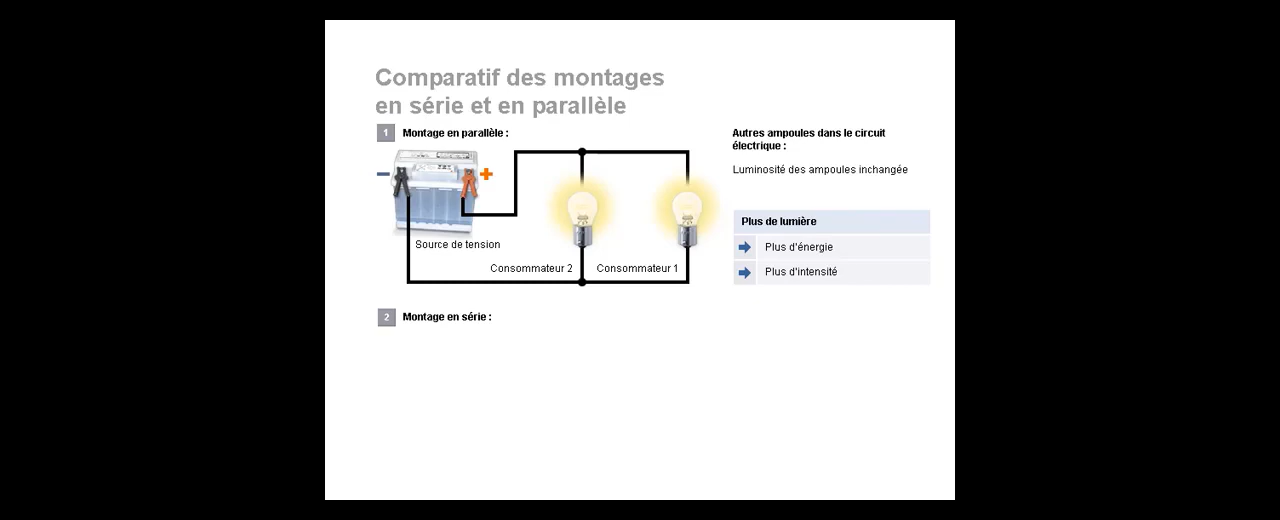 Comparatif des montages
en série et en parallèle
1 Montage en parallèle :
Autres ampoules dans le circuit
électrique :
Luminosité des ampoules inchangée
Source de tension
Consommateur 2
Consommateur 1
Plus de lumière
Plus d'énergie
Plus d'intensité
2 Montage en série :